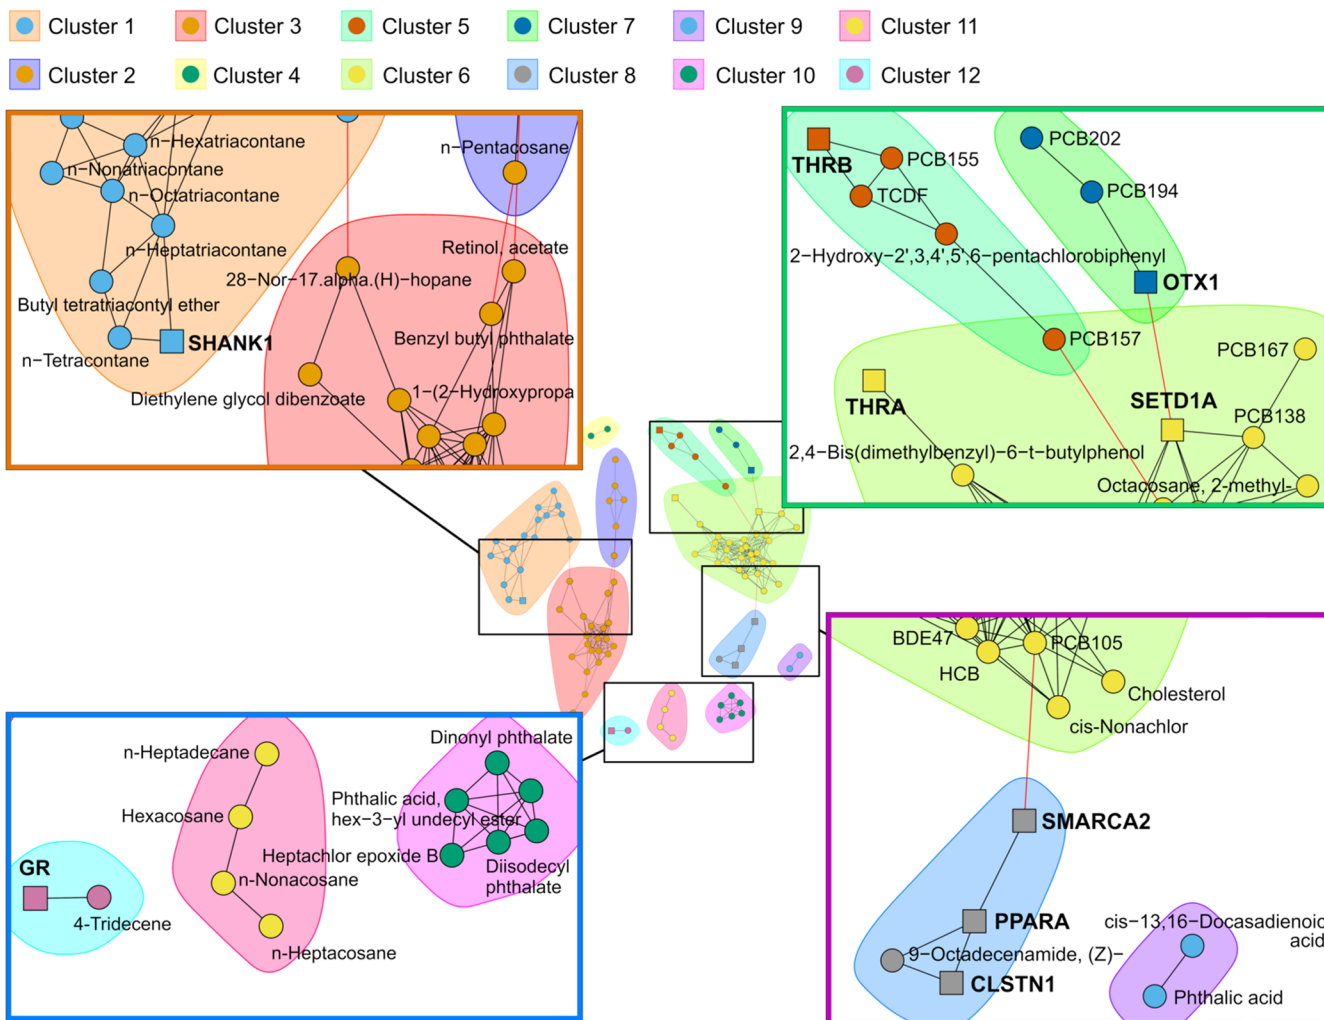 Cluster 1
Cluster 3
Cluster 5
Cluster 7
Cluster 9
Cluster 11
Cluster 2
Cluster 4
Cluster 6
Cluster 8
Cluster 10
Cluster 12
n−Hexatriacontane
n−Nonatriacontane
n−Octatriacontane
n−Heptatriacontane
Butyl tetratriacontyl ether
n−Tetracontane
SHANK1
n−Pentacosane
Retinol, acetate
28−Nor−17.alpha.(H)−hopane
Benzyl butyl phthalate
Diethylene glycol dibenzoate
1−(2−Hydroxypropa
THRB
PCB155
TCDF
PCB202
PCB194
2−Hydroxy−2',3,4',5',6−pentachlorobiphenyl
OTX1
PCB157
PCB167
THRA
SETD1A
PCB138
2,4−Bis(dimethylbenzyl)−6−t−butylphenol
Octacosane, 2-methyl-
n-Heptadecane
Hexacosane
n-Nonacosane
n-Heptacosane
GR
4-Tridecene
Dinonyl phthalate
Phthalic acid,
hex−3−yl undecyl ester
Heptachlor epoxide B
Diisodecyl
phthalate
BDE47
HCB
PCB105
Cholesterol
cis-Nonachlor
SMARCA2
PPARA
9−Octadecenamide, (Z)−
CLSTN1
cis−13,16−Docasadienoic
acid
Phthalic acid